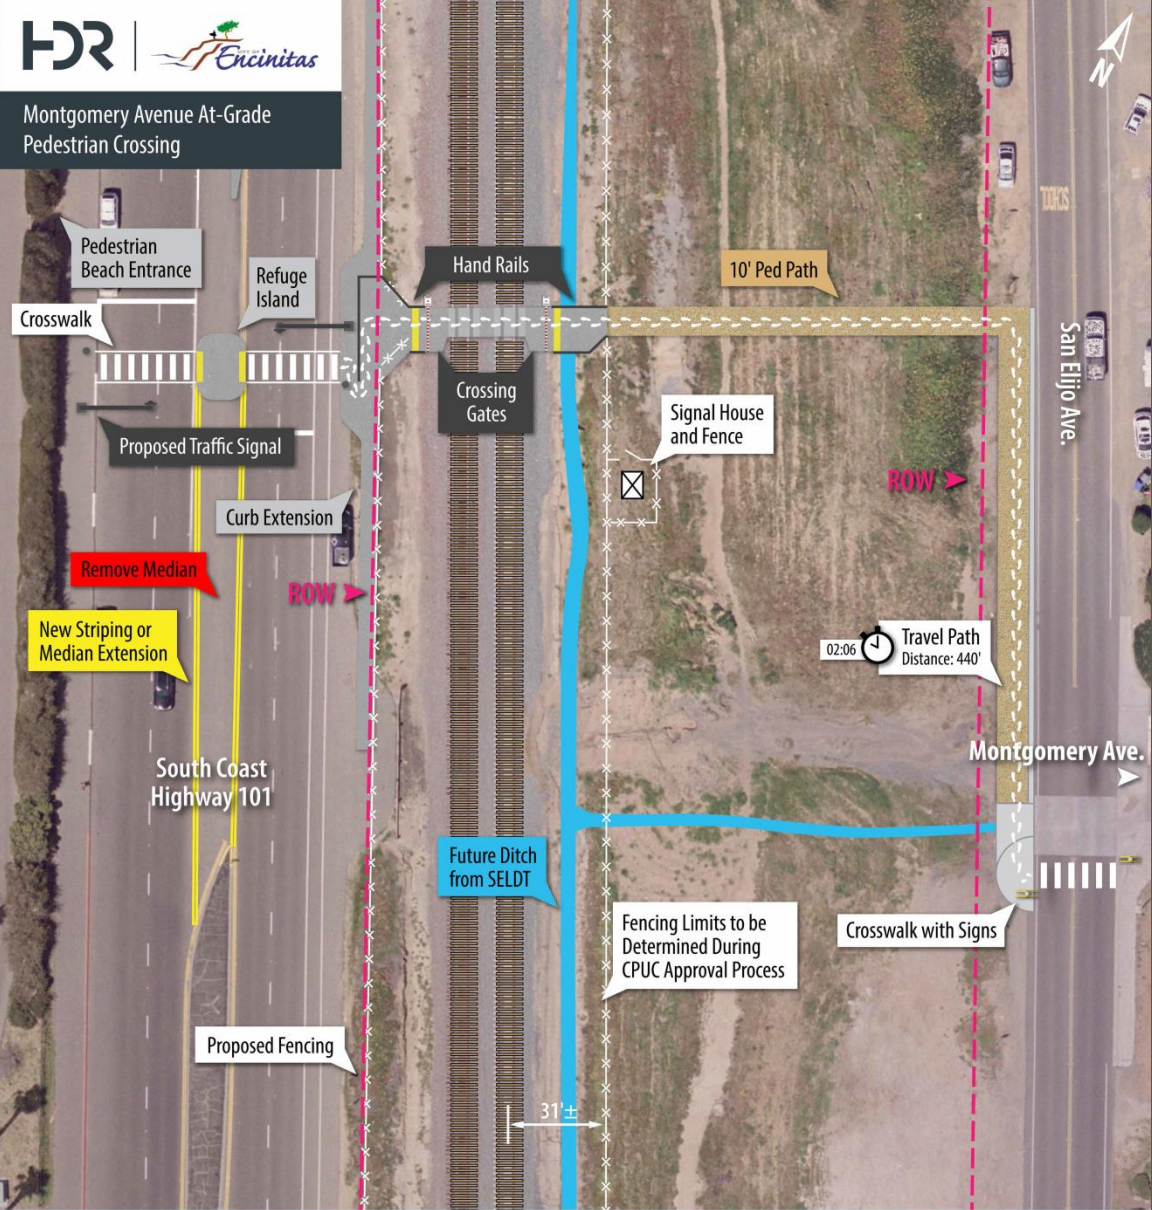 HDR
CITY OF
Encinitas
Montgomery Avenue At-Grade
Pedestrian Crossing
N
SCHOOL
Pedestrian
Beach Entrance
Refuge
Island
Hand Rails
10' Ped Path
Crosswalk
San Elijo Ave.
Crossing
Gates
Signal House
and Fence
Proposed Traffic Signal
ROW
Curb Extension
Remove Median
ROW
New Striping or
Median Extension
02:06
Travel Path
Distance: 440'
Montgomery Ave.
South Coast
Highway 101
Future Ditch
from SELDT
Fencing Limits to be
Determined During
CPUC Approval Process
Crosswalk with Signs
Proposed Fencing
31'±